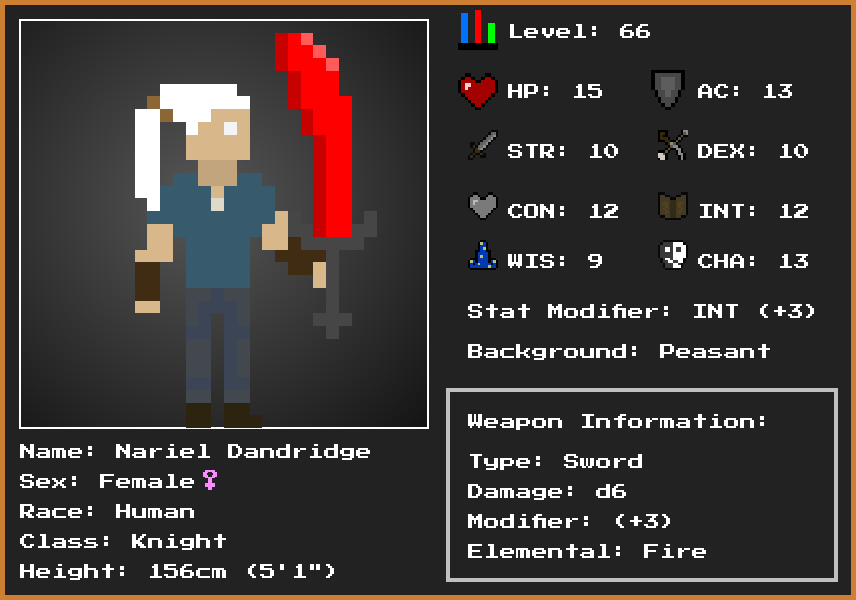 Level: 66
HP: 15
AC: 13
STR: 10
DEX: 10
CON: 12
INT: 12
WIS: 9
CHA: 13
Stat Modifier: INT (+3)
Background: Peasant
Weapon Information:
Type: Sword
Damage: d6
Modifier: (+3)
Elemental: Fire
Name: Nariel Dandridge
Sex: Female♀
Race: Human
Class: Knight
Height: 156cm (5'1")